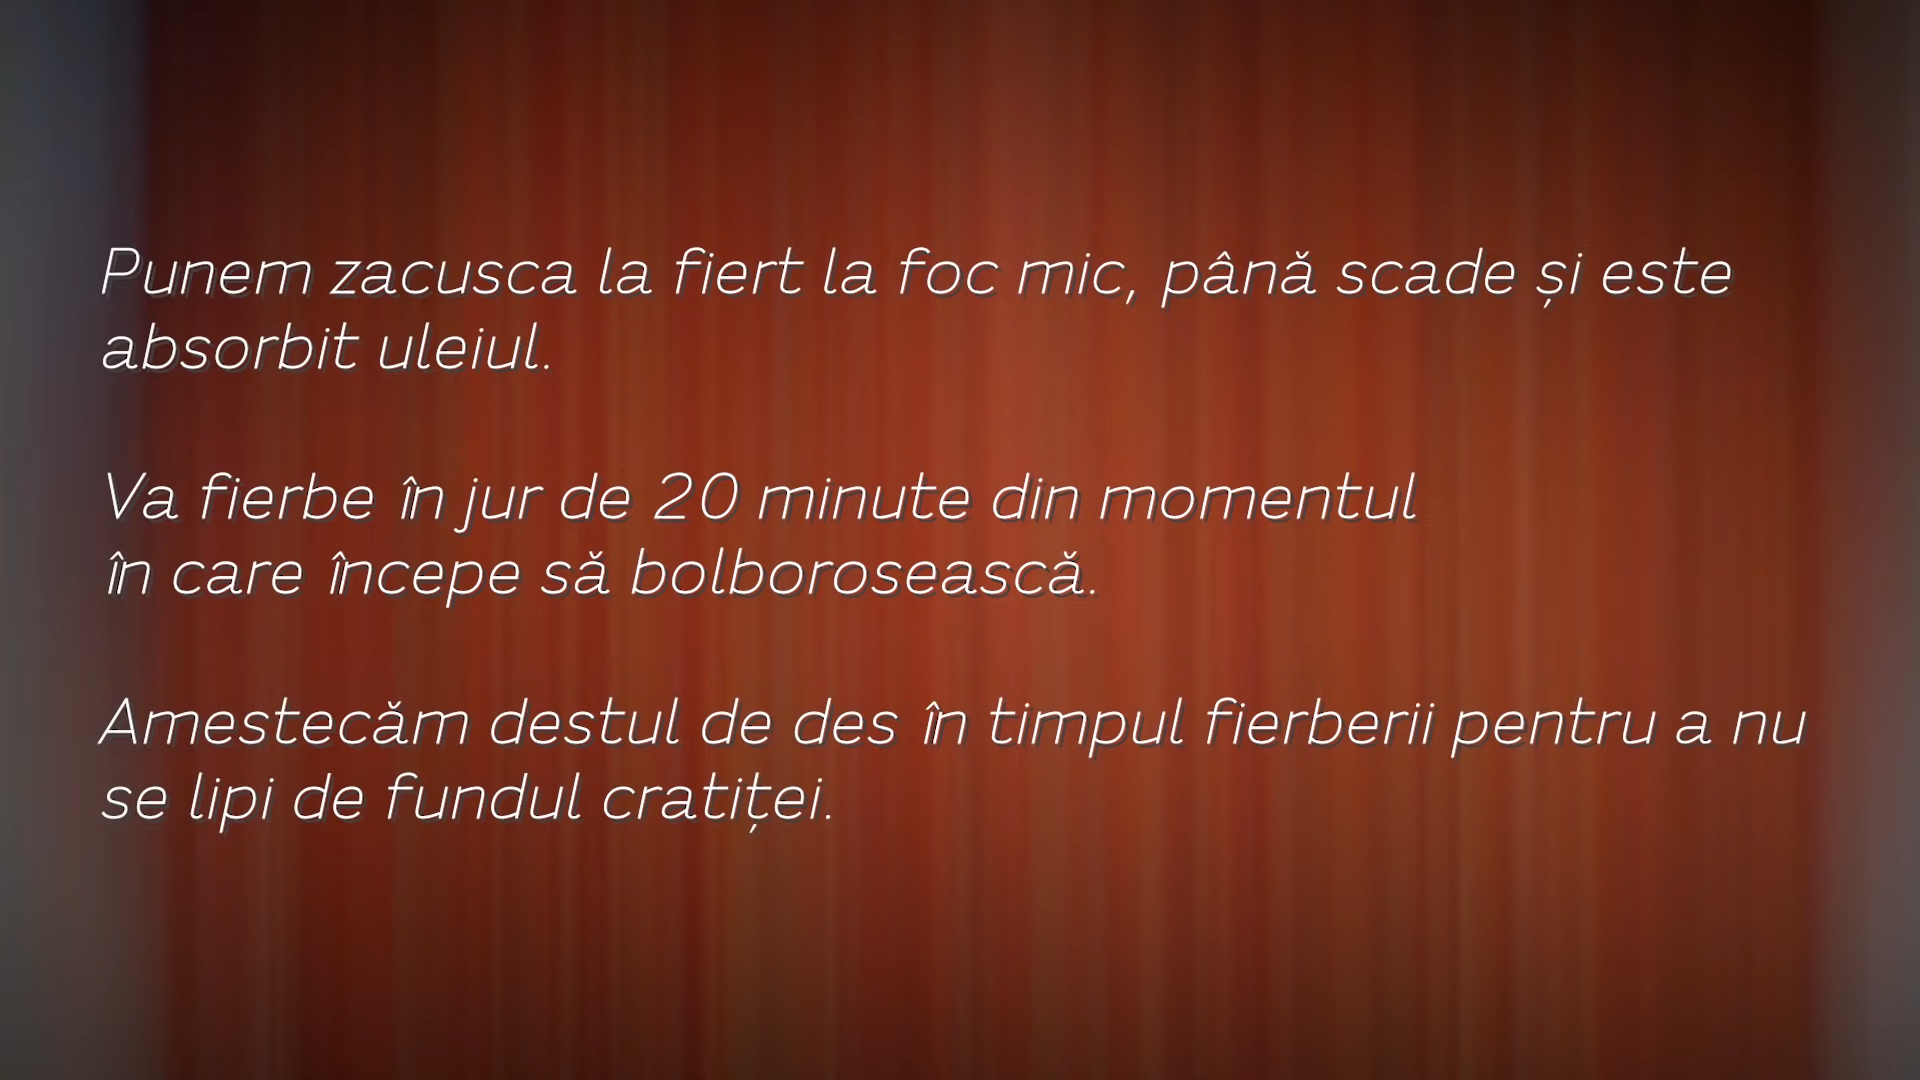 Punem zacusca la fiert la foc mic, până scade și este
absorbit uleiul.
Va fierbe în jur de 20 minute din momentul
în care începe să bolborosească.
Amestecăm destul de des în timpul fierberii pentru a nu
se lipi de fundul cratiței.